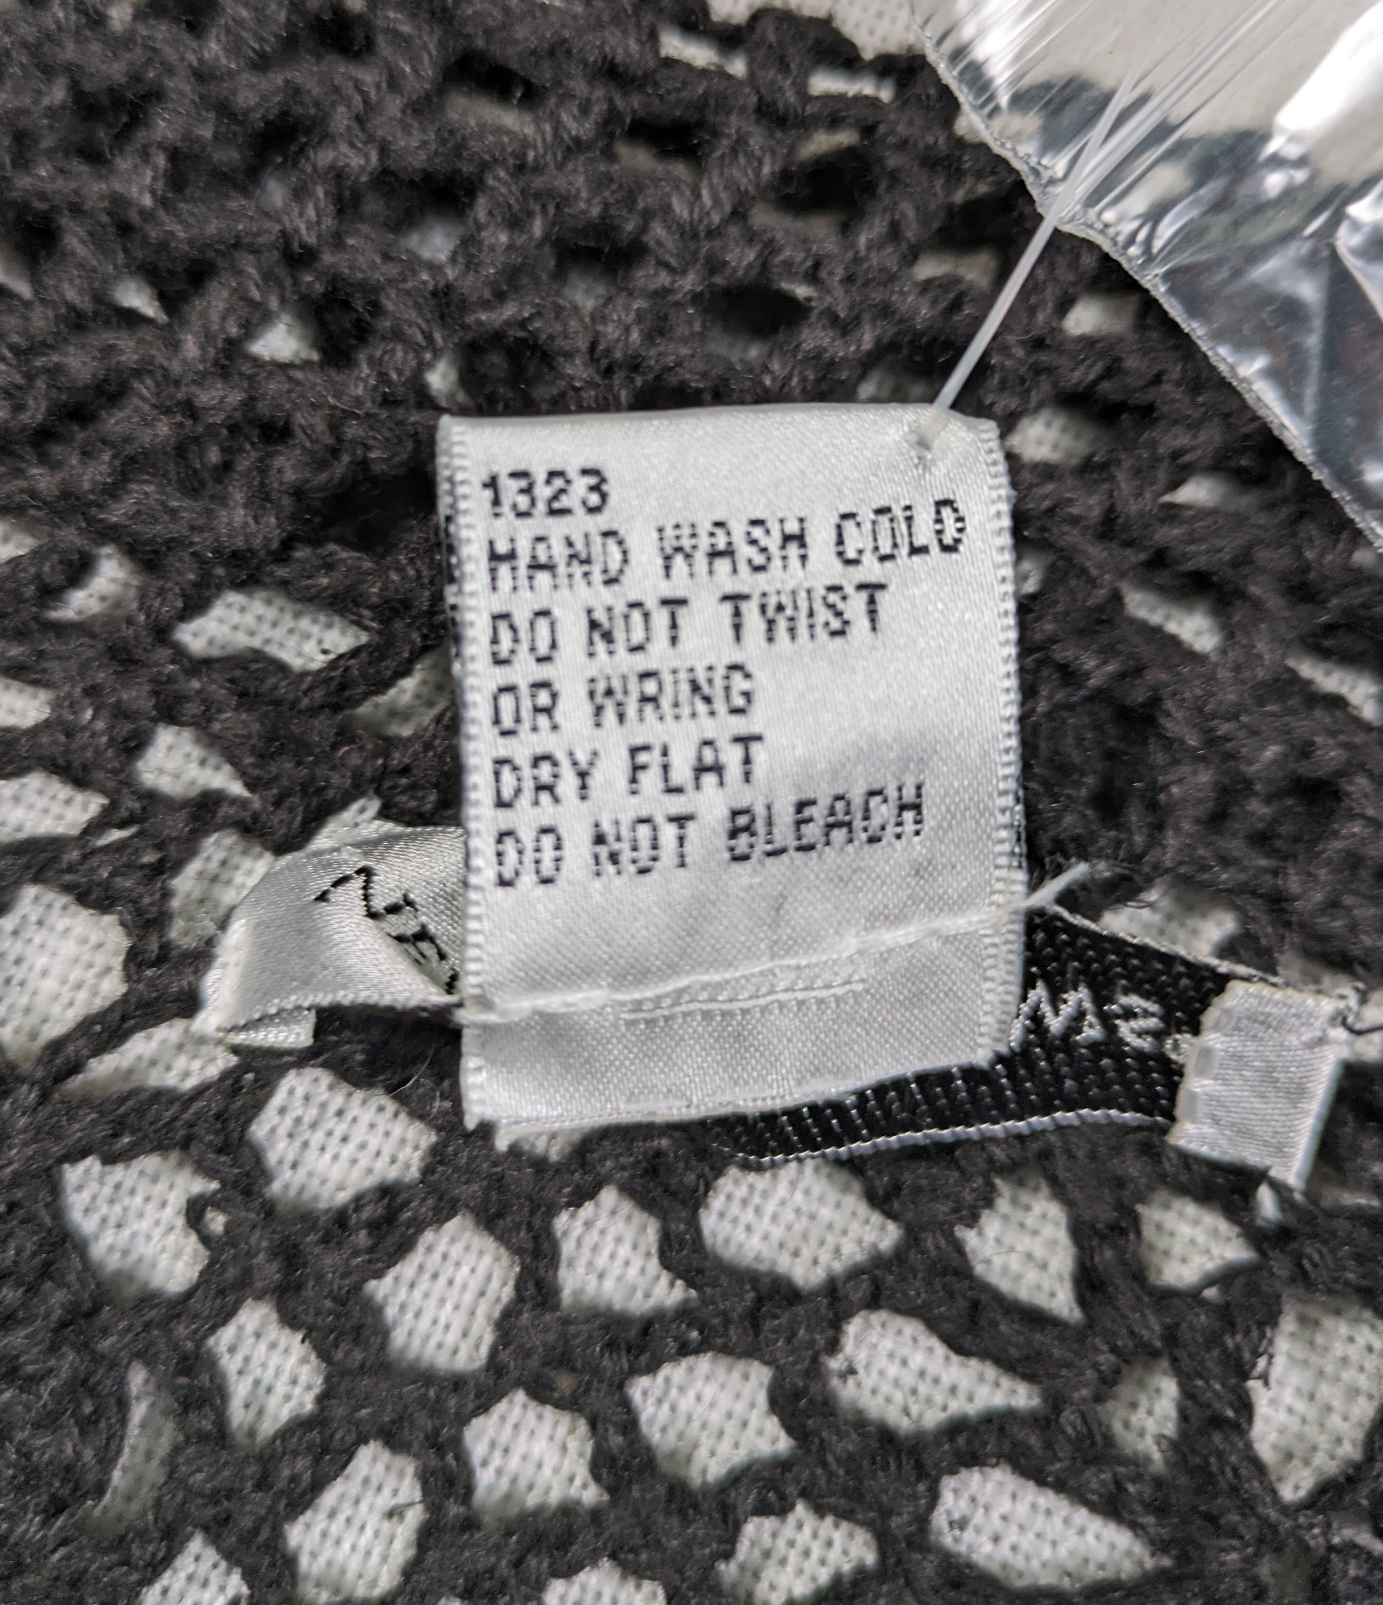 1323
HAND WASH COLD
DO NOT TWIST
OR WRING
DRY FLAT
DO NOT BLEACH